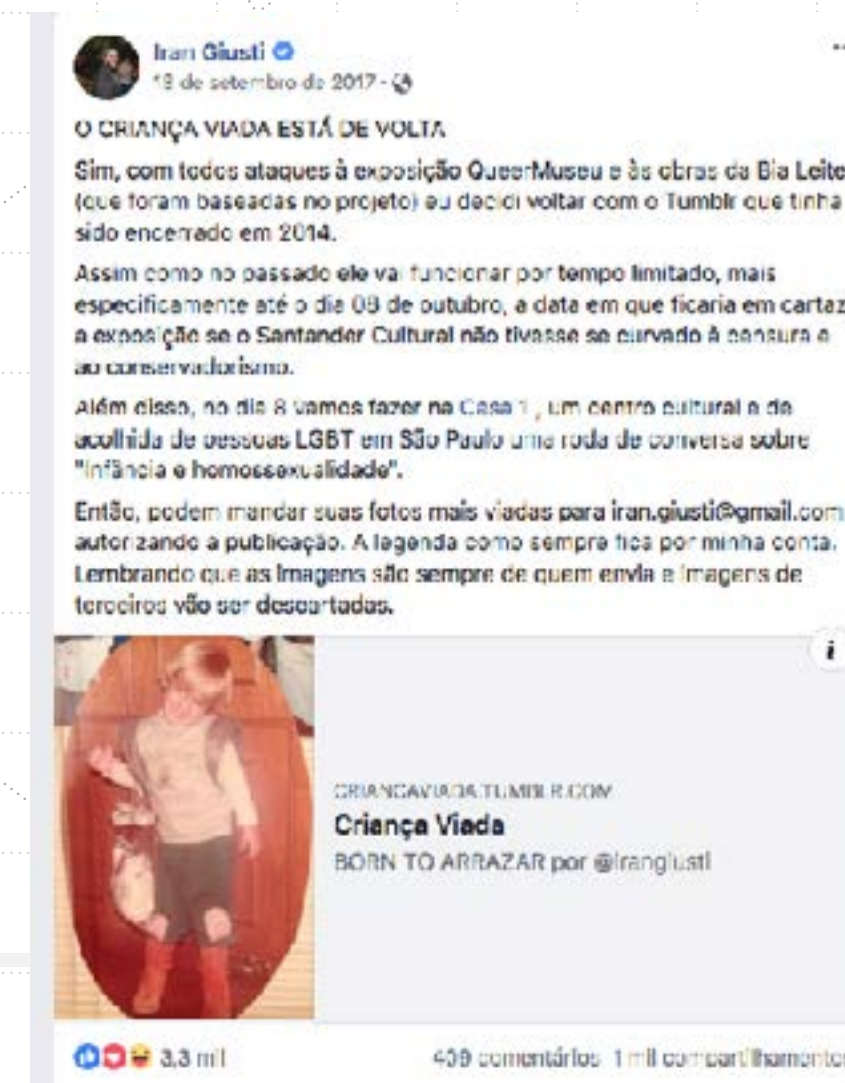 Iran Giusti
de setembro de 2017
O CRIANÇA VIADA ESTÁ DE VOLTA
Sim, com todos ataques à exposição QueerMuseu e às obras da Bia Leite
(que foram baseadas no projeto) eu decidi voltar com o Tumblr que tinha
sido encerrado em 2014.
Assim como no passado ele vai funcionar por tempo limitado, mais
especificamente até o dia 08 de outubro, a data em que ficaria em cartaz
a exposição se o Santander Cultural não tivesse se curvado à censura e
ao conservadorismo.
Além disso, no dia 8 vamos fazer na Casa 1 , um centro cultural e de
acolhida de pessoas LGBT em São Paulo uma roda de conversa sobre
"Infância e homossexualidade".
Então, podem mandar suas fotos mais viadas para iran.giusti@gmail.com
autorizando a publicação. A legenda como sempre fica por minha conta.
Lembrando que as imagens são sempre de quem envia e imagens de
terceiros vão ser descartadas.
CRIANCAVIADA.TUMBLR.COM
Criança Viada
BORN TO ARRAZAR por @irangiusti
3,3 mil
comentários 1 mil compartilhamentos